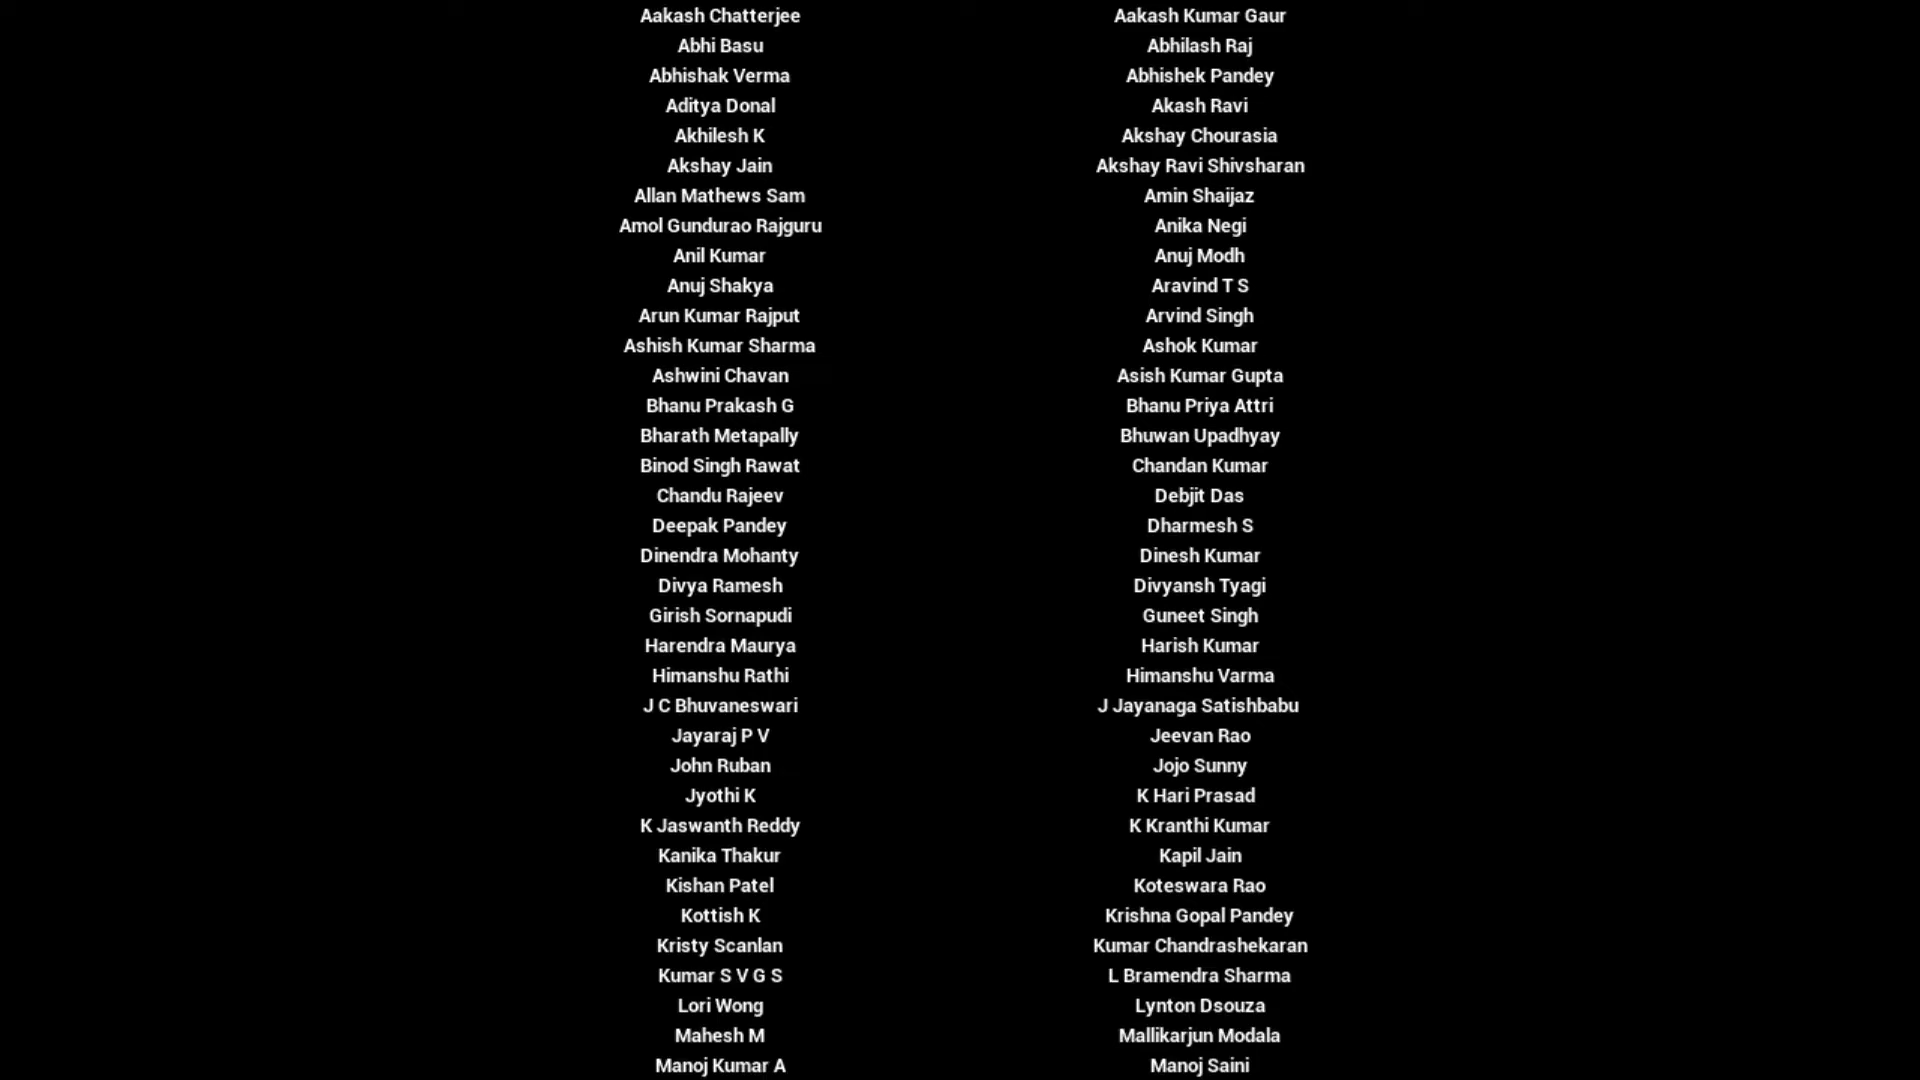 Aakash Chatterjee Aakash Kumar Gaur
Abhi Basu Abhilash Raj
Abhishak Verma Abhishek Pandey
Aditya Donal Akash Ravi
Akhilesh K Akshay Chourasia
Akshay Jain Akshay Ravi Shivsharan
Allan Mathews Sam Amin Shaijaz
Amol Gundurao Rajguru Anika Negi
Anil Kumar Anuj Modh
Anuj Shakya Aravind T S
Arun Kumar Rajput Arvind Singh
Ashish Kumar Sharma Ashok Kumar
Ashwini Chavan Asish Kumar Gupta
Bhanu Prakash G Bhanu Priya Attri
Bharath Metapally Bhuwan Upadhyay
Binod Singh Rawat Chandan Kumar
Chandu Rajeev Debjit Das
Deepak Pandey Dharmesh S
Dinendra Mohanty Dinesh Kumar
Divya Ramesh Divyansh Tyagi
Girish Sornapudi Guneet Singh
Harendra Maurya Harish Kumar
Himanshu Rathi Himanshu Varma
J C Bhuvaneswari J Jayanaga Satishbabu
Jayaraj P V Jeevan Rao
John Ruban Jojo Sunny
Jyothi K K Hari Prasad
K Jaswanth Reddy K Kranthi Kumar
Kanika Thakur Kapil Jain
Kishan Patel Koteswara Rao
Kottish K Krishna Gopal Pandey
Kristy Scanlan Kumar Chandrashekaran
Kumar S V G S L Bramendra Sharma
Lori Wong Lynton Dsouza
Mahesh M Mallikarjun Modala
Manoj Kumar A Manoj Saini